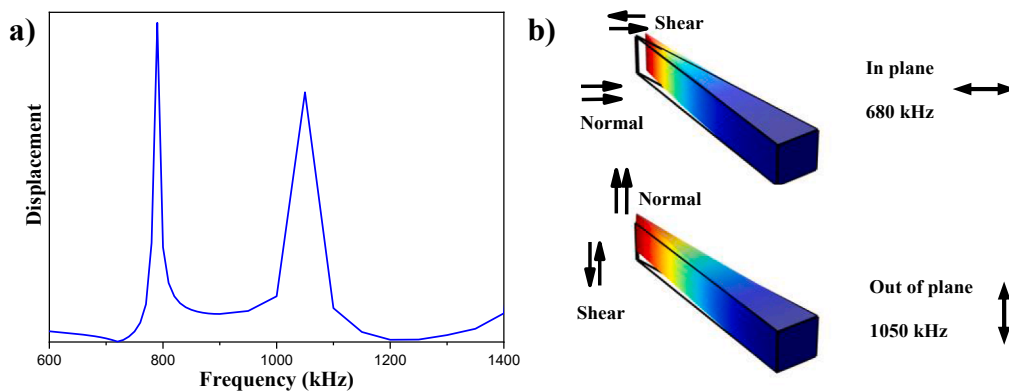 a)
Displacement
600
800
1000
1200
1400
Frequency (kHz)
b)
Shear
Normal
In plane
680 kHz
Normal
Shear
Out of plane
1050 kHz